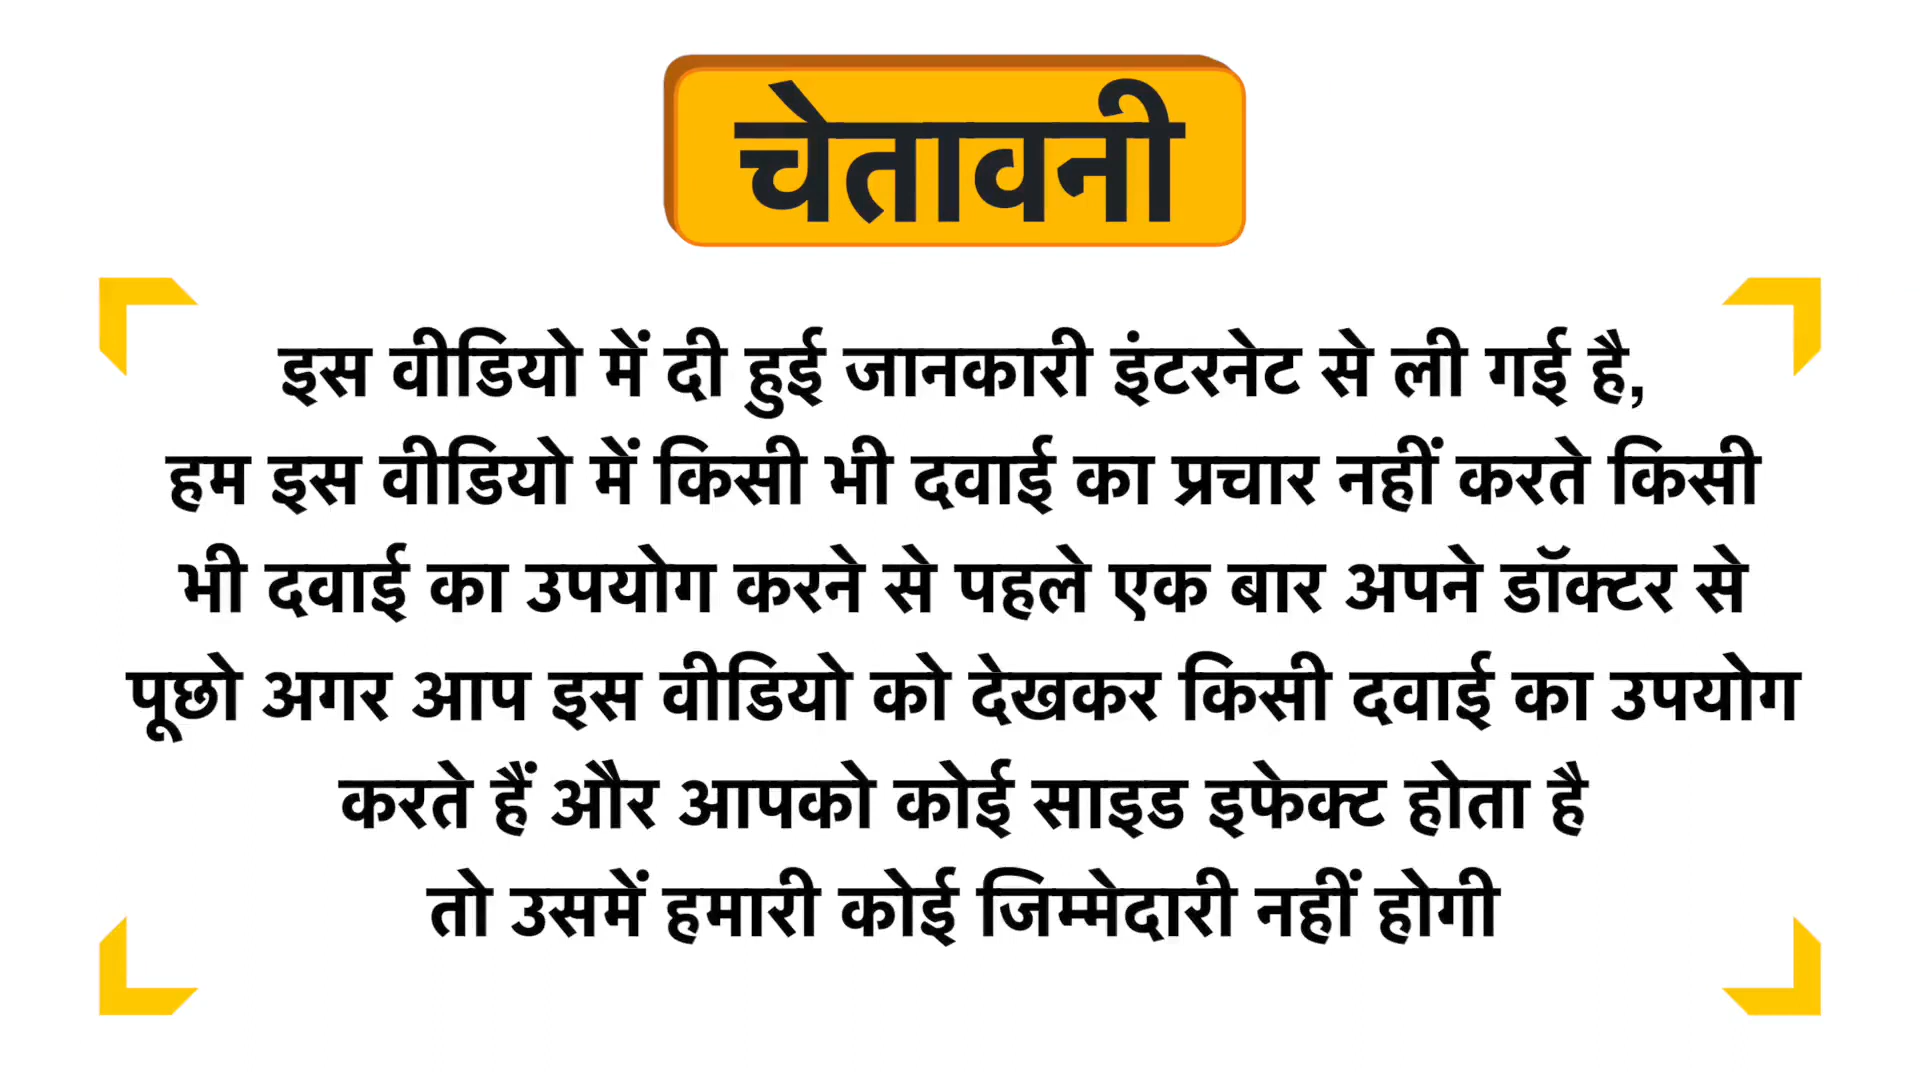 चेतावनी
इस वीडियो में दी हुई जानकारी इंटरनेट से ली गई है,
हम इस वीडियो में किसी भी दवाई का प्रचार नहीं करते किसी
भी दवाई का उपयोग करने से पहले एक बार अपने डॉक्टर से
पूछो अगर आप इस वीडियो को देखकर किसी दवाई का उपयोग
करते हैं और आपको कोई साइड इफेक्ट होता है
तो उसमें हमारी कोई जिम्मेदारी नहीं होगी